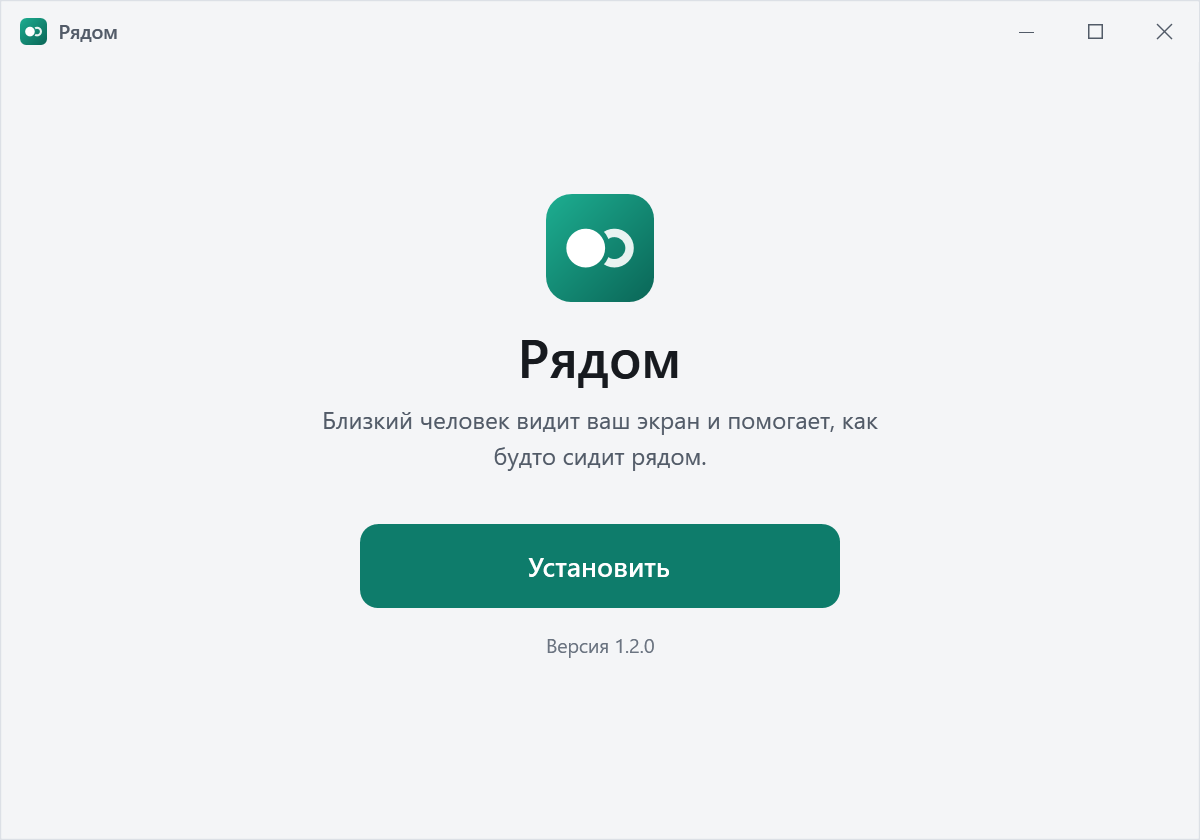 Рядом
Рядом
Близкий человек видит ваш экран и помогает, как
будто сидит рядом.
Установить
Версия 1.2.0